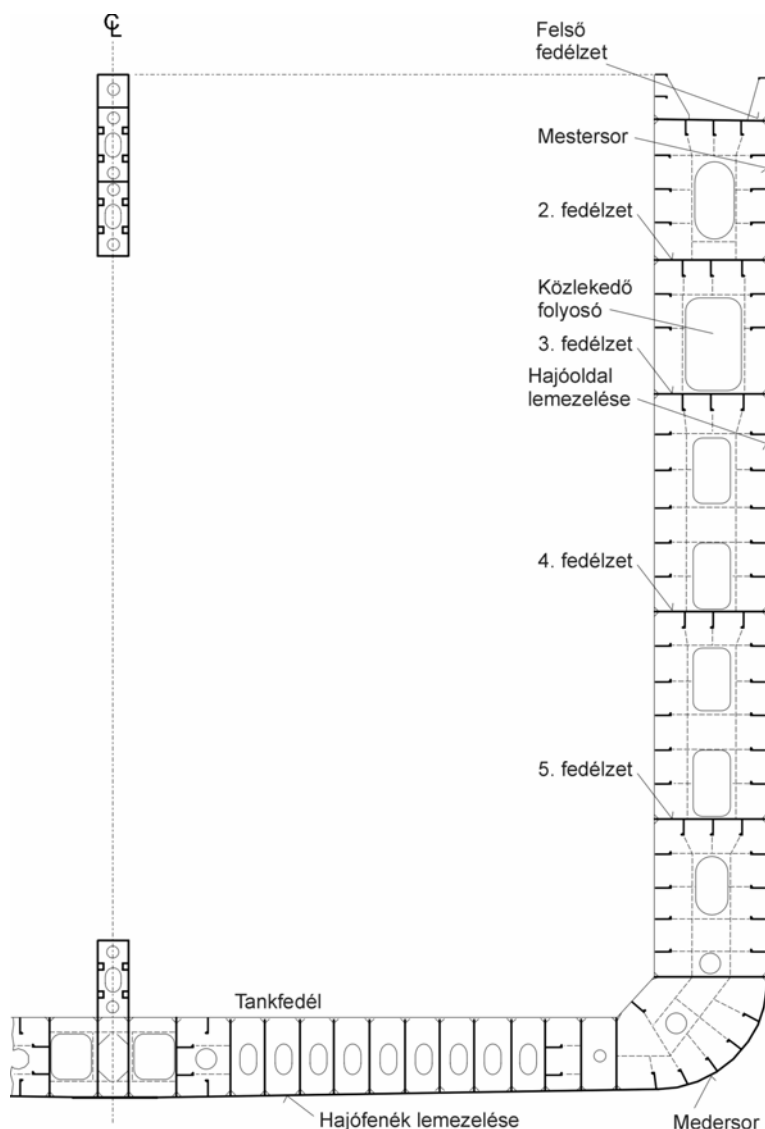 ℄
Felső
fedélzet
Mestersor
2. fedélzet
Közlekedő
folyosó
3. fedélzet
Hajóoldal
lemezelése
4. fedélzet
5. fedélzet
Tankfedél
Hajófenék lemezelése
Medersor